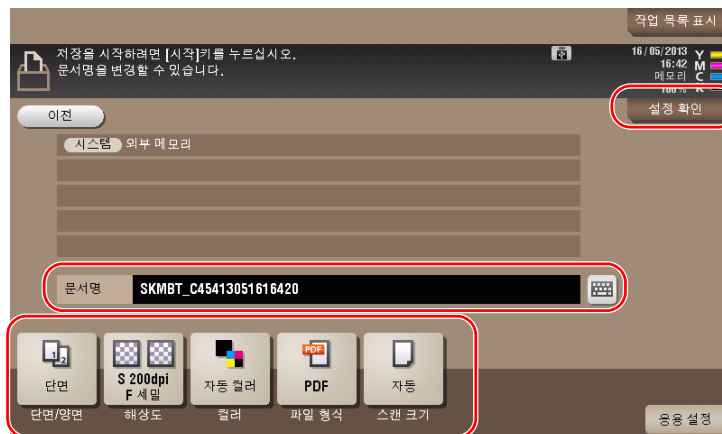 작업 목록 표시
저장을 시작하려면 [시작]키를 누르십시오.
문서명을 변경할 수 있습니다.
16/05/2013
16:42
메모리
100%
Y
M
C
K
이전
설정 확인
시스템 외부 메모리
문서명 SKMBT_C45413051616420
1 2
단면
S 200dpi
F 세밀
자동 컬러
PDF
PDF
자동
단면/양면
해상도
컬러
파일 형식
스캔 크기
응용 설정